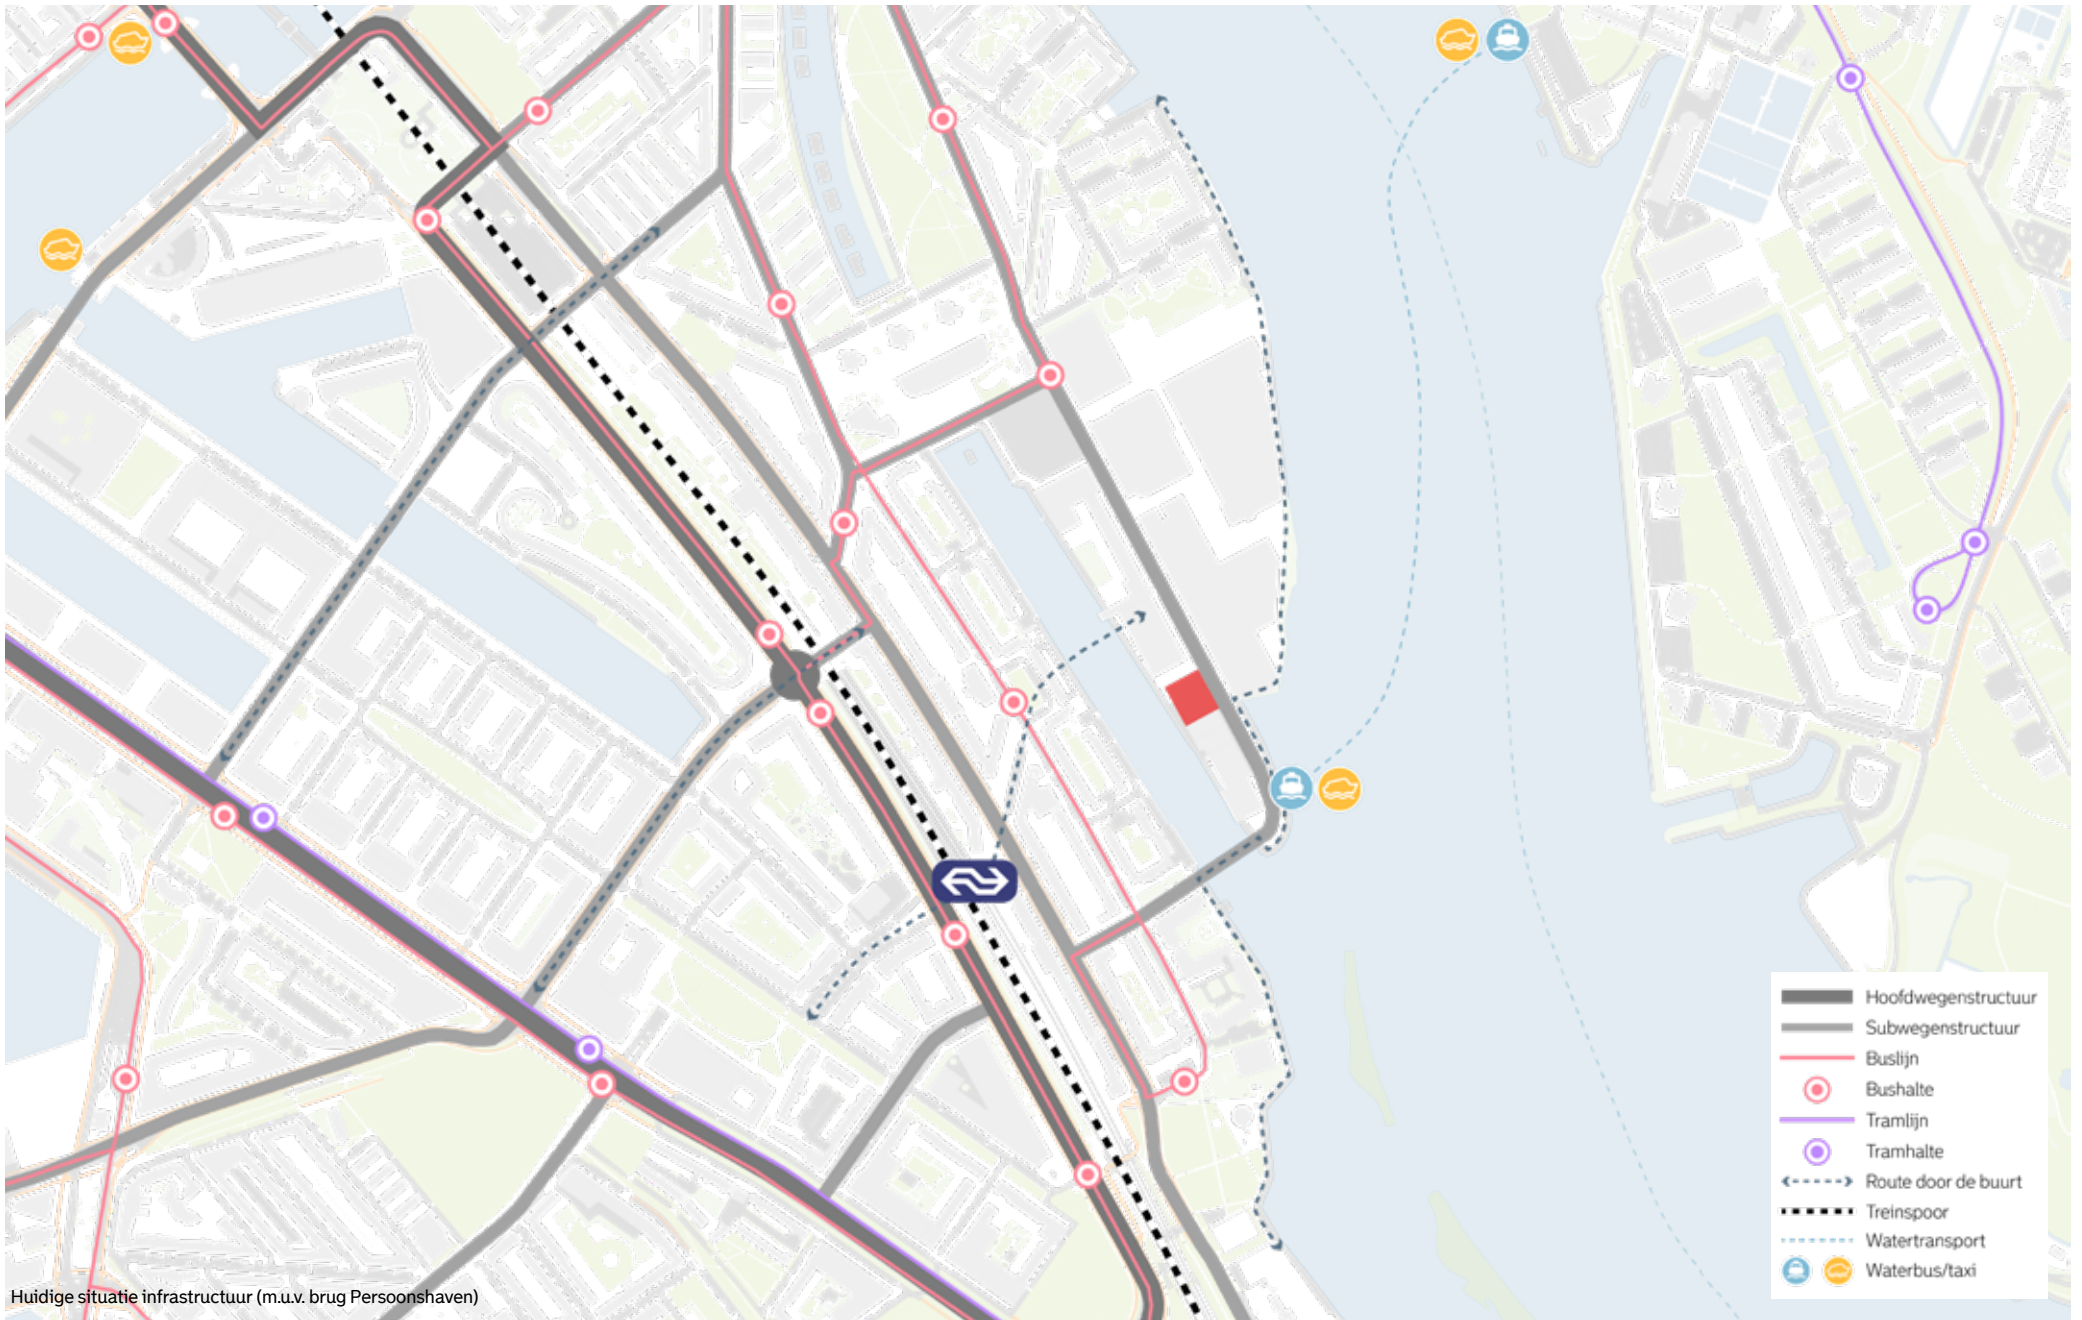 Hoofdwegenstructuur
Subwegenstructuur
Buslijn
Bushalte
Tramlijn
Tramhalte
Route door de buurt
Treinspoor
Watertransport
Waterbus/taxi
Huidige situatie infrastructuur (m.u.v. brug Persoonshaven)